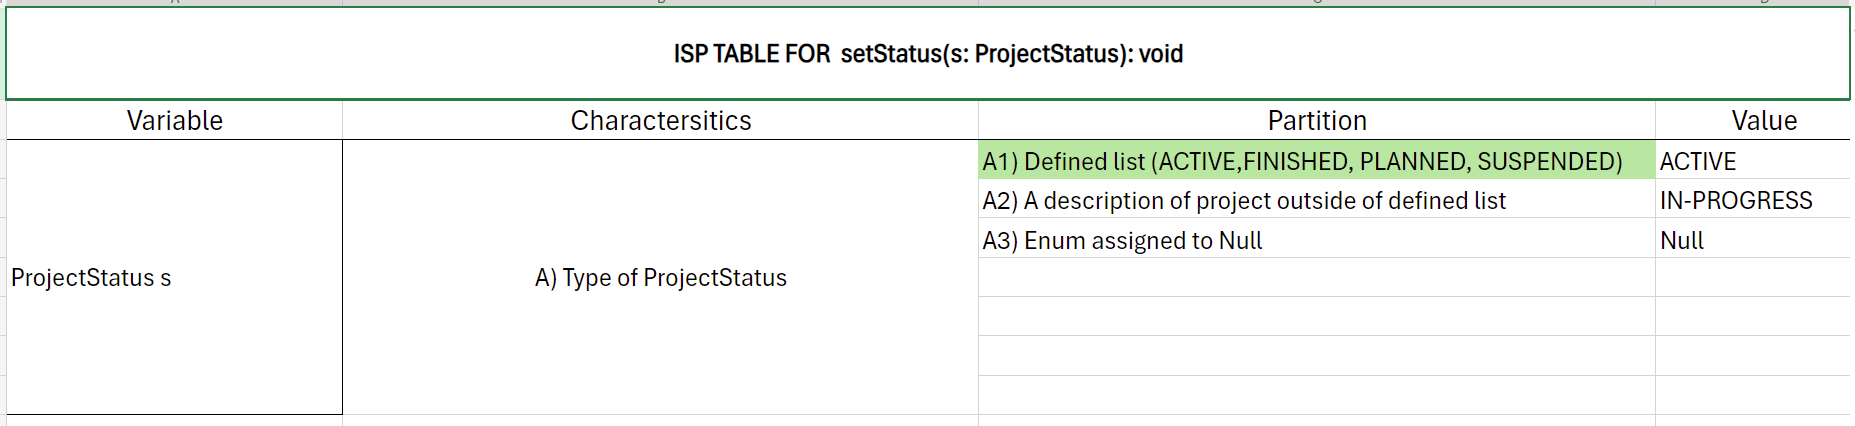 ISP TABLE FOR setStatus(s: ProjectStatus): void
Variable Charactersitics Partition Value
A1) Defined list (ACTIVE,FINISHED, PLANNED, SUSPENDED) ACTIVE
A2) A description of project outside of defined list IN-PROGRESS
A3) Enum assigned to Null Null
ProjectStatus s A) Type of ProjectStatus